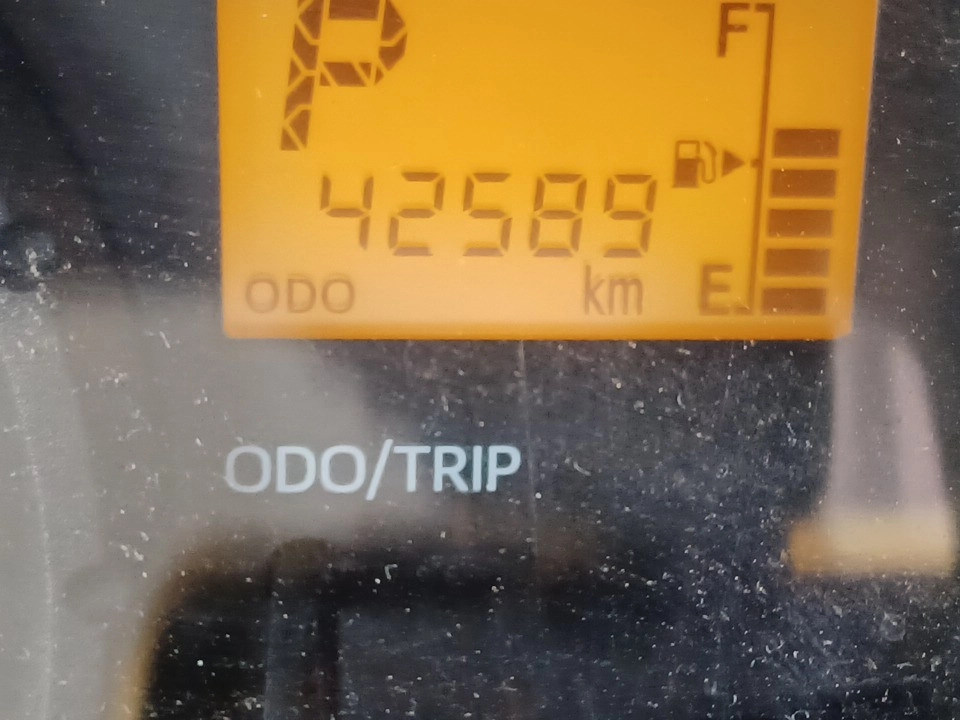 P
F
42589
ODO km E
ODO/TRIP